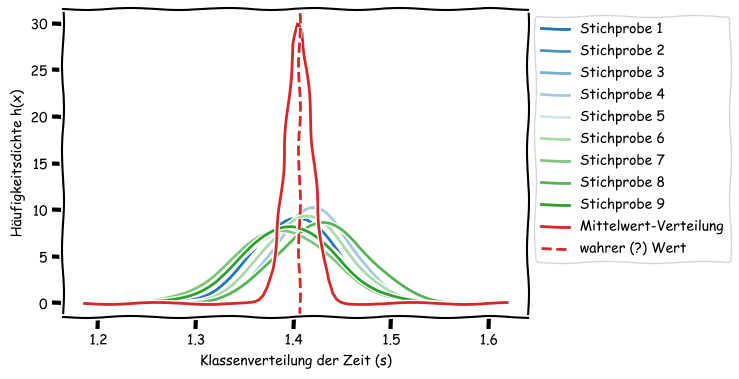 Häufigkeitsdichte h(x)
30
25
20
15
10
5
0
1.2
1.3
1.4
1.5
1.6
Klassenverteilung der Zeit (s)
Stichprobe 1
Stichprobe 2
Stichprobe 3
Stichprobe 4
Stichprobe 5
Stichprobe 6
Stichprobe 7
Stichprobe 8
Stichprobe 9
Mittelwert-Verteilung
wahrer (?) Wert